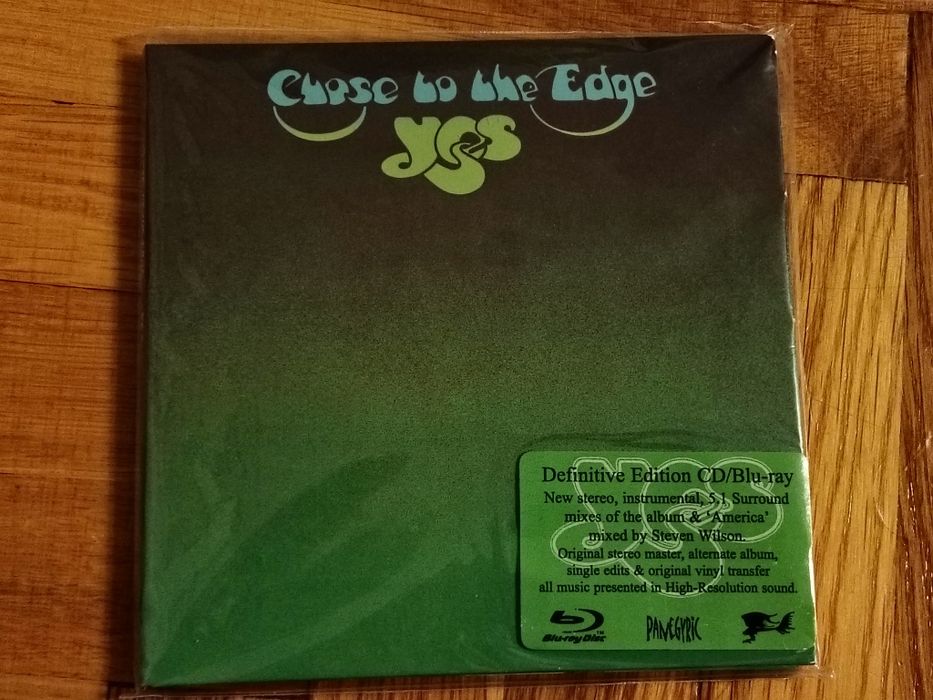 Close to the Edge
yes
Definitive Edition CD/Blu-ray
New stereo, instrumental, 5.1 Surround
mixes of the album & ‘America’
mixed by Steven Wilson.
Original stereo master, alternate album,
single edits & original vinyl transfer
all music presented in High-Resolution sound.
Blu-ray Disc™ PANEGYRIC